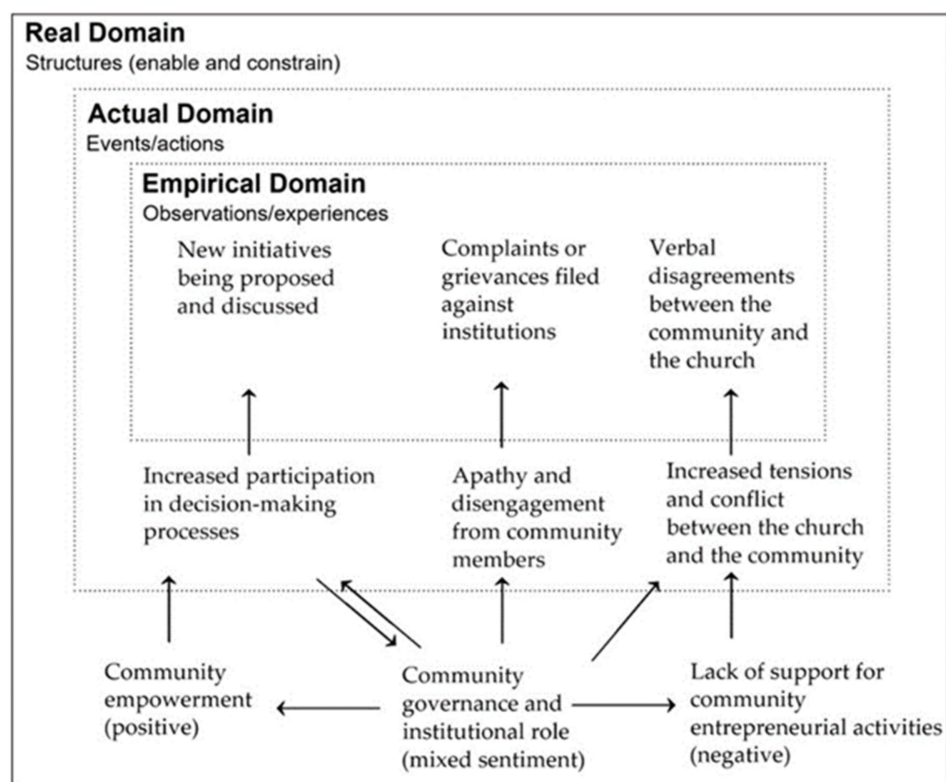 Real Domain
Structures (enable and constrain)
Actual Domain
Events/actions
Empirical Domain
Observations/experiences
New initiatives
being proposed
and discussed
Complaints or
grievances filed
against
institutions
Verbal
disagreements
between the
community and
the church
Increased participation
in decision-making
processes
Apathy and
disengagement
from community
members
Increased tensions
and conflict
between the church
and the community
Community
empowerment
(positive)
Community
governance and
institutional role
(mixed sentiment)
Lack of support for
community
entrepreneurial activities
(negative)